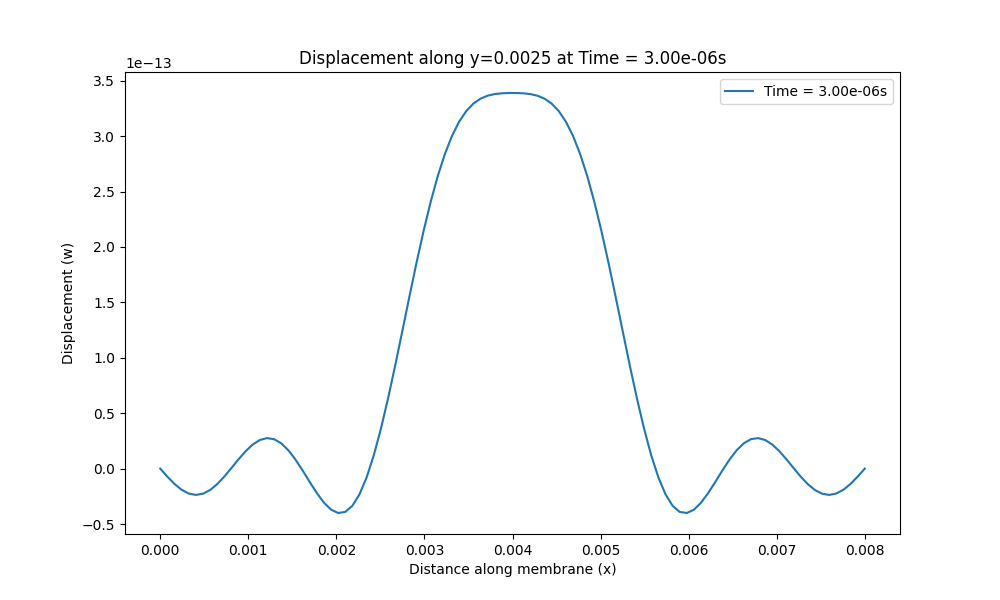 Displacement along y=0.0025 at Time = 3.00e-06s
1e−13
Time = 3.00e-06s
3.5
3.0
2.5
2.0
1.5
1.0
0.5
0.0
−0.5
Displacement (w)
0.000 0.001 0.002 0.003 0.004 0.005 0.006 0.007 0.008
Distance along membrane (x)